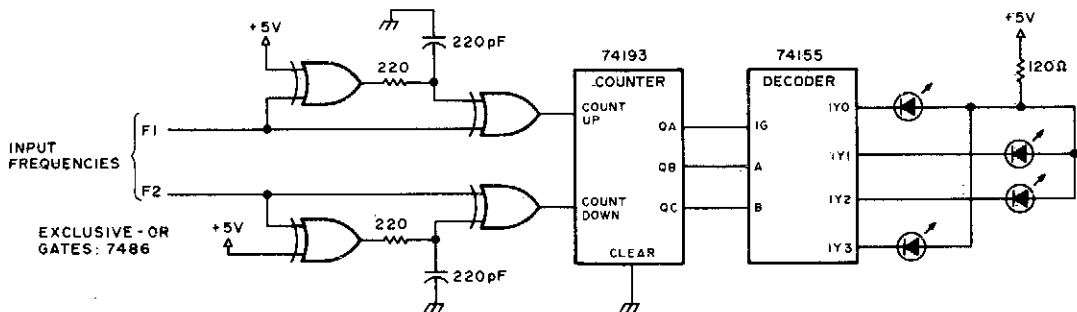 +5V
220
220pF
74193
COUNTER
COUNT
UP
QA
QB
QC
COUNT
DOWN
CLEAR
74155
DECODER
1G
A
B
1Y0
1Y1
1Y2
1Y3
+5V
120Ω
INPUT
FREQUENCIES
F1
F2
EXCLUSIVE-OR
GATES: 7486
+5V
220
220pF